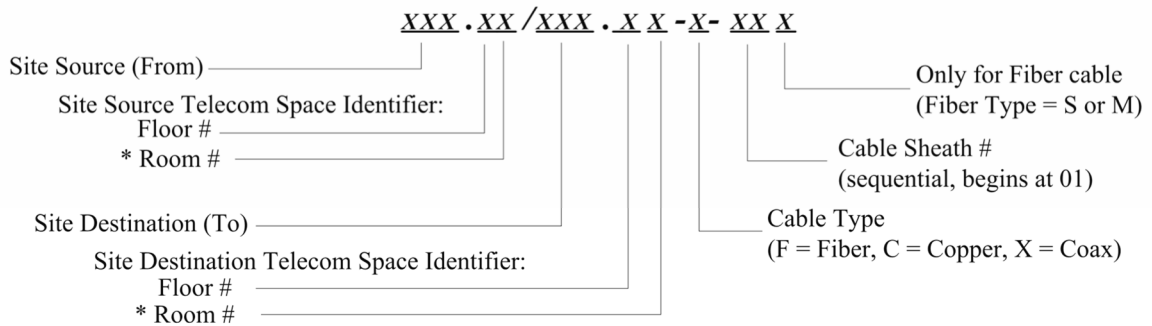 XXX.XX/XXX.X X-X- XX X
Site Source (From)
Site Source Telecom Space Identifier:
Floor #
* Room #
Site Destination (To)
Site Destination Telecom Space Identifier:
Floor #
* Room #
Only for Fiber cable
(Fiber Type = S or M)
Cable Sheath #
(sequential, begins at 01)
Cable Type
(F = Fiber, C = Copper, X = Coax)